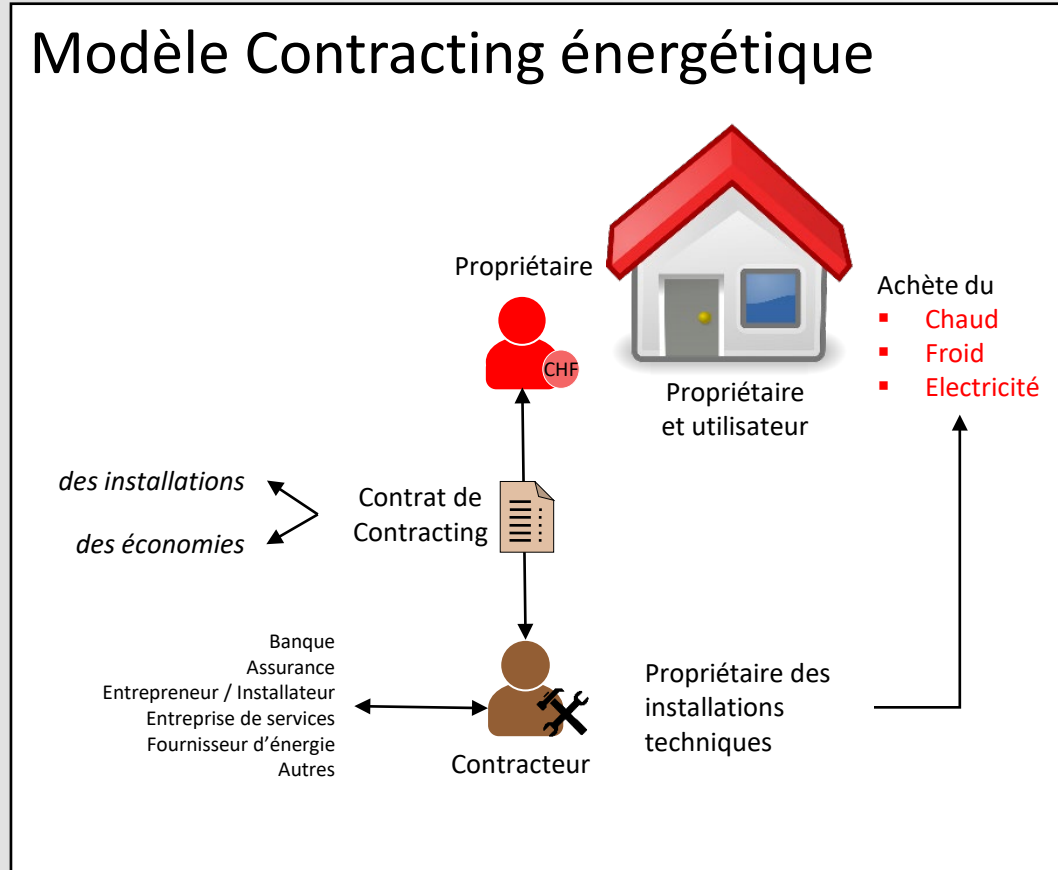 Modèle Contracting énergétique
Propriétaire
CHF
Propriétaire
et utilisateur
Achète du
▪ Chaud
▪ Froid
▪ Electricité
des installations
des économies
Contrat de
Contracting
Banque
Assurance
Entrepreneur / Installateur
Entreprise de services
Fournisseur d’énergie
Autres
Contracteur
Propriétaire des
installations
techniques